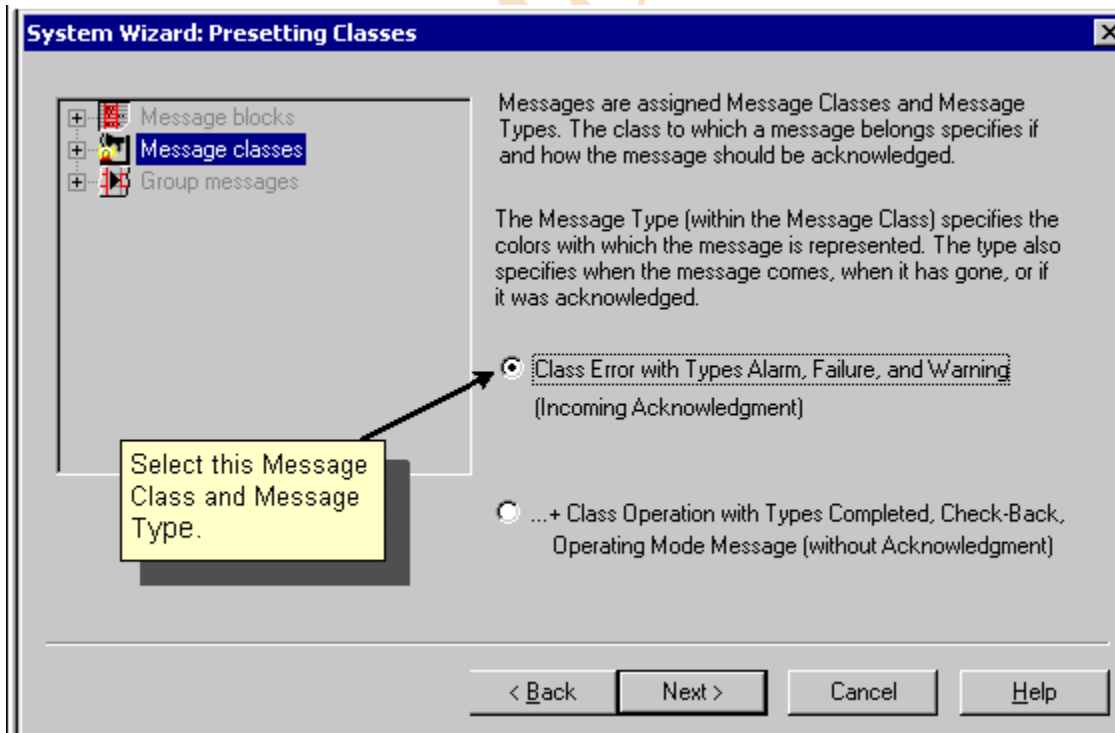 System Wizard: Presetting Classes
Message blocks
Message classes
Group messages
Messages are assigned Message Classes and Message
Types. The class to which a message belongs specifies if
and how the message should be acknowledged.
The Message Type (within the Message Class) specifies the
colors with which the message is represented. The type also
specifies when the message comes, when it has gone, or if
it was acknowledged.
Class Error with Types Alarm, Failure, and Warning
(Incoming Acknowledgment)
Select this Message
Class and Message
Type.
...+ Class Operation with Types Completed, Check-Back,
Operating Mode Message (without Acknowledgment)
< Back
Next >
Cancel
Help